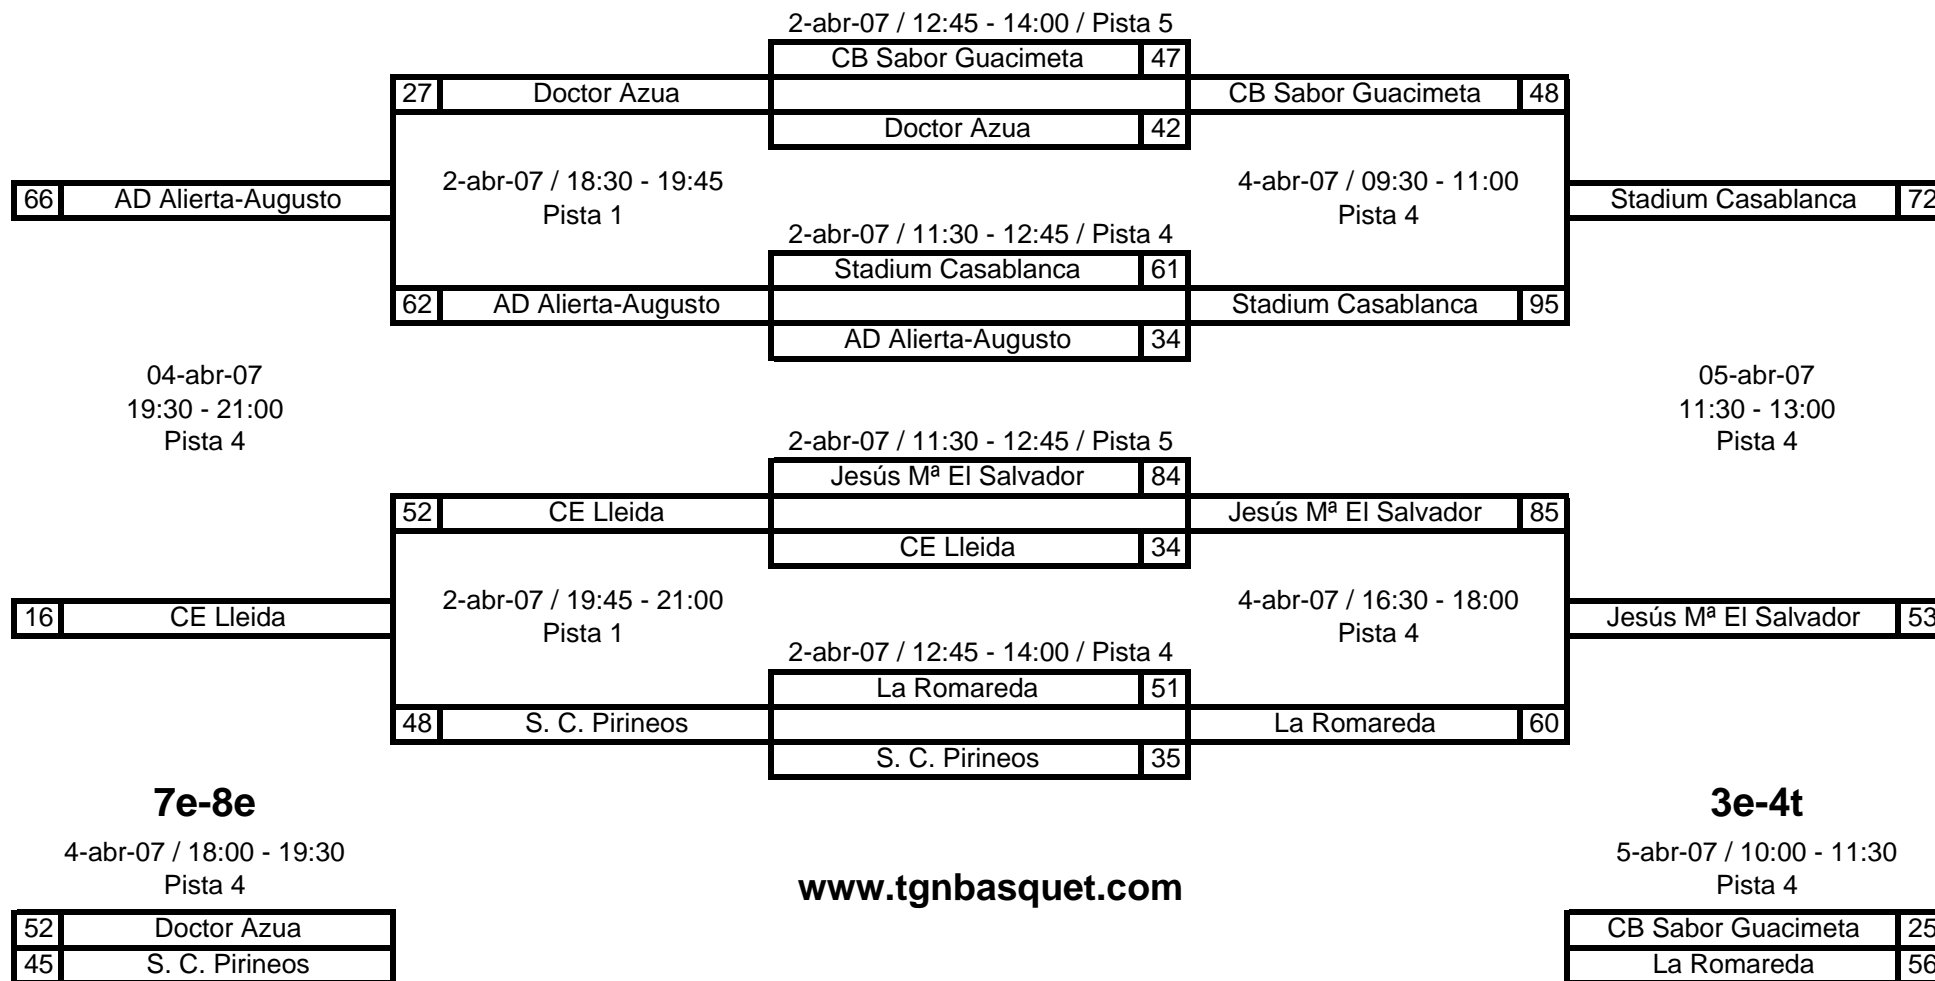 2-abr-07 / 12:45 - 14:00 / Pista 5
CB Sabor Guacimeta 47
27 Doctor Azua CB Sabor Guacimeta 48
Doctor Azua 42
2-abr-07 / 18:30 - 19:45 4-abr-07 / 09:30 - 11:00
66 AD Alierta-Augusto Stadium Casablanca 72
Pista 1 Pista 4
2-abr-07 / 11:30 - 12:45 / Pista 4
Stadium Casablanca 61
62 AD Alierta-Augusto Stadium Casablanca 95
AD Alierta-Augusto 34
04-abr-07 05-abr-07
19:30 - 21:00 11:30 - 13:00
Pista 4 Pista 4
2-abr-07 / 11:30 - 12:45 / Pista 5
Jesús Mª El Salvador 84
52 CE Lleida Jesús Mª El Salvador 85
CE Lleida 34
2-abr-07 / 19:45 - 21:00 4-abr-07 / 16:30 - 18:00
16 CE Lleida Jesús Mª El Salvador 53
Pista 1 Pista 4
2-abr-07 / 12:45 - 14:00 / Pista 4
La Romareda 51
48 S. C. Pirineos La Romareda 60
S. C. Pirineos 35
7e-8e 3e-4t
4-abr-07 / 18:00 - 19:30 5-abr-07 / 10:00 - 11:30
Pista 4 Pista 4
www.tgnbasquet.com
52 Doctor Azua CB Sabor Guacimeta 25
45 S. C. Pirineos La Romareda 56